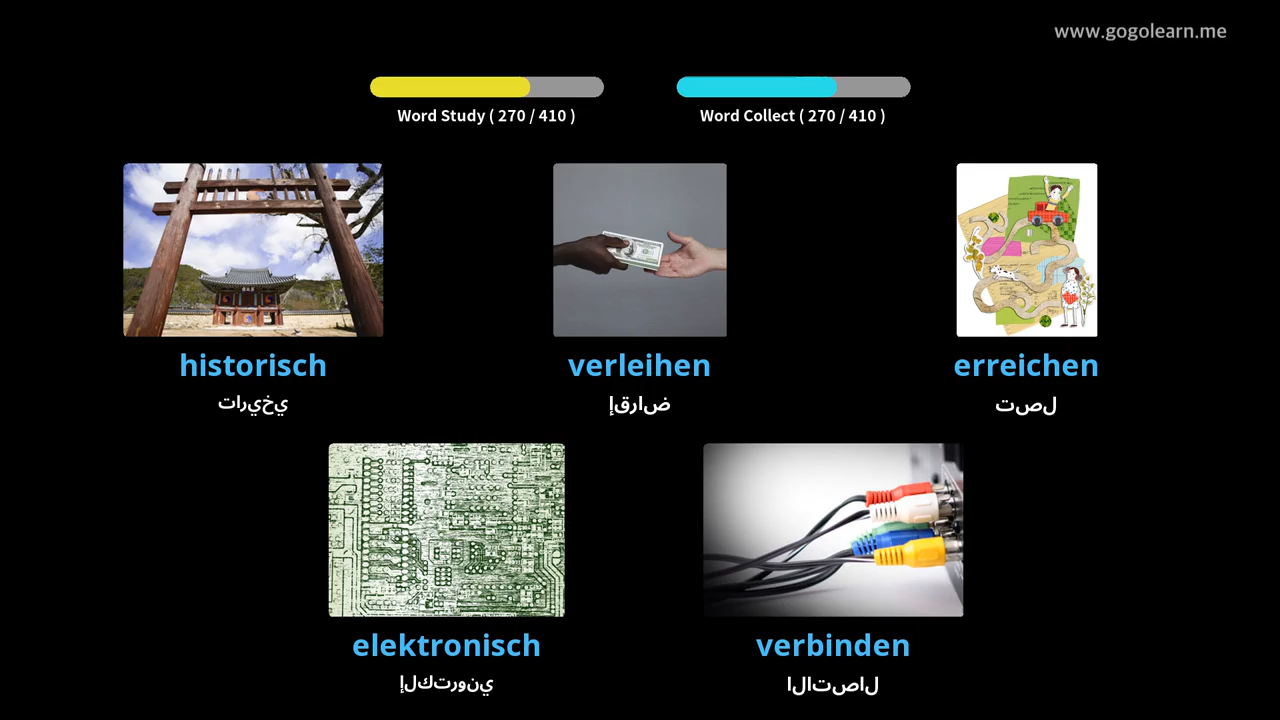 www.gogolearn.me
Word Study ( 270 / 410 )
Word Collect ( 270 / 410 )
historisch
verleihen
erreichen
تاريخي
إقراض
تصل
elektronisch
verbinden
إلكتروني
الاتصال